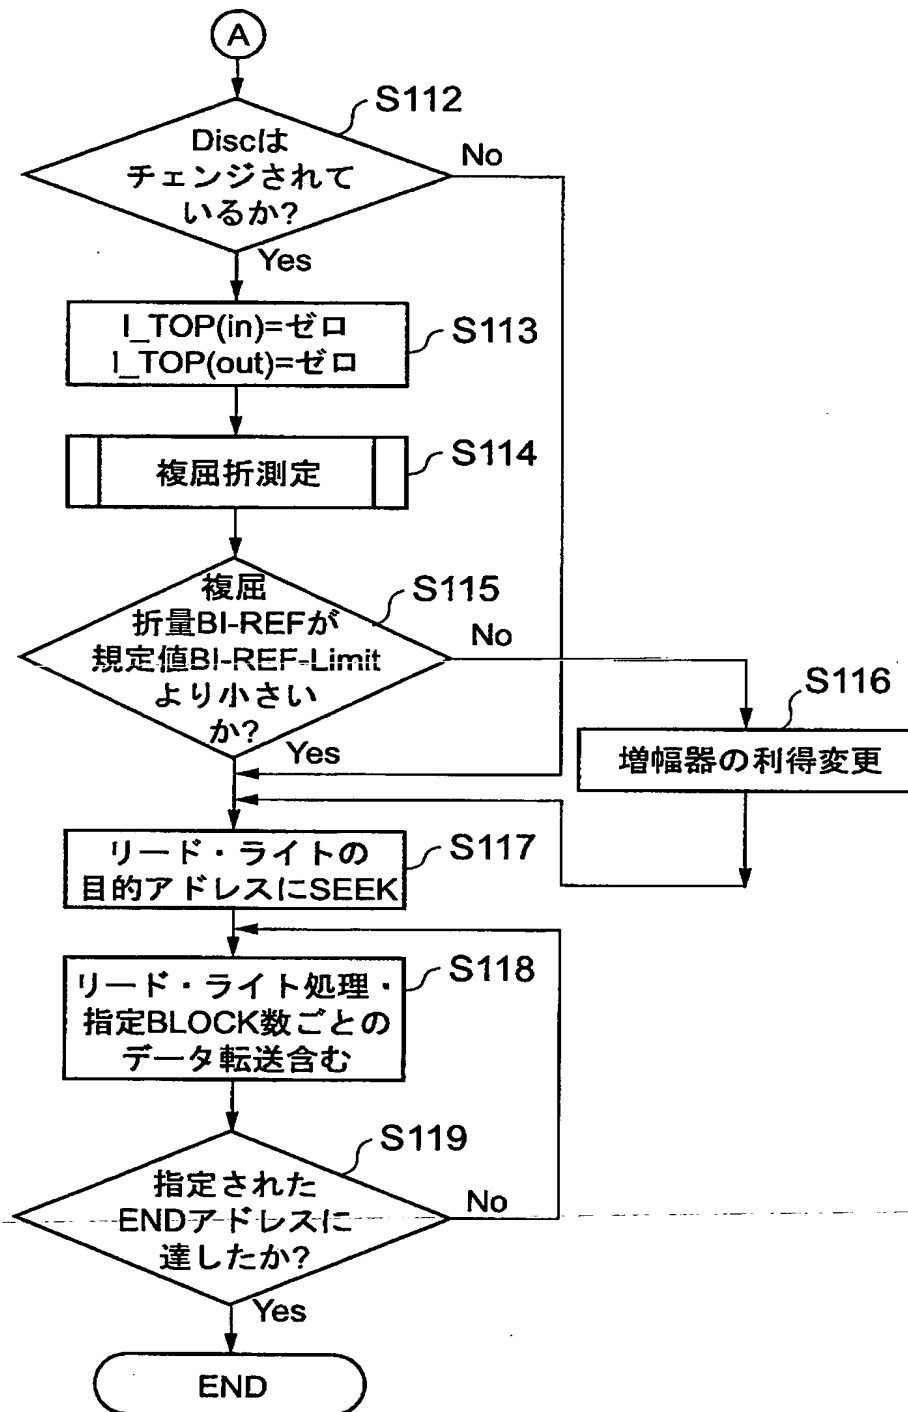 A
S112
Discは
チェンジされて
いるか?
No
Yes
I_TOP(in)=ゼロ
I_TOP(out)=ゼロ
S113
複屈折測定
S114
複屈
折量BI-REFが
規定値BI-REF-Limit
より小さい
か?
S115
No
Yes
S116
増幅器の利得変更
リード・ライトの
目的アドレスにSEEK
S117
リード・ライト処理・
指定BLOCK数ごとの
データ転送含む
S118
指定された
ENDアドレスに
達したか?
S119
No
Yes
END